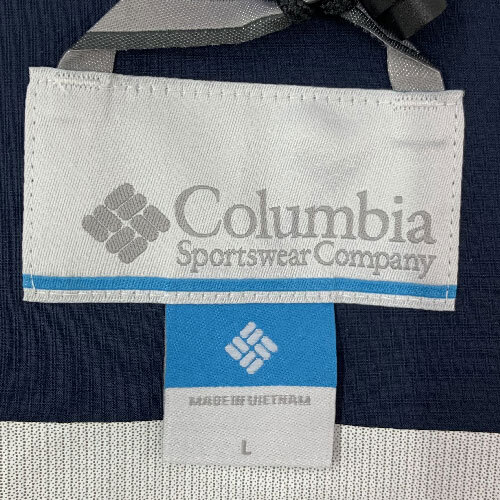 Columbia
Sportswear Company
MADE IN VIETNAM
L